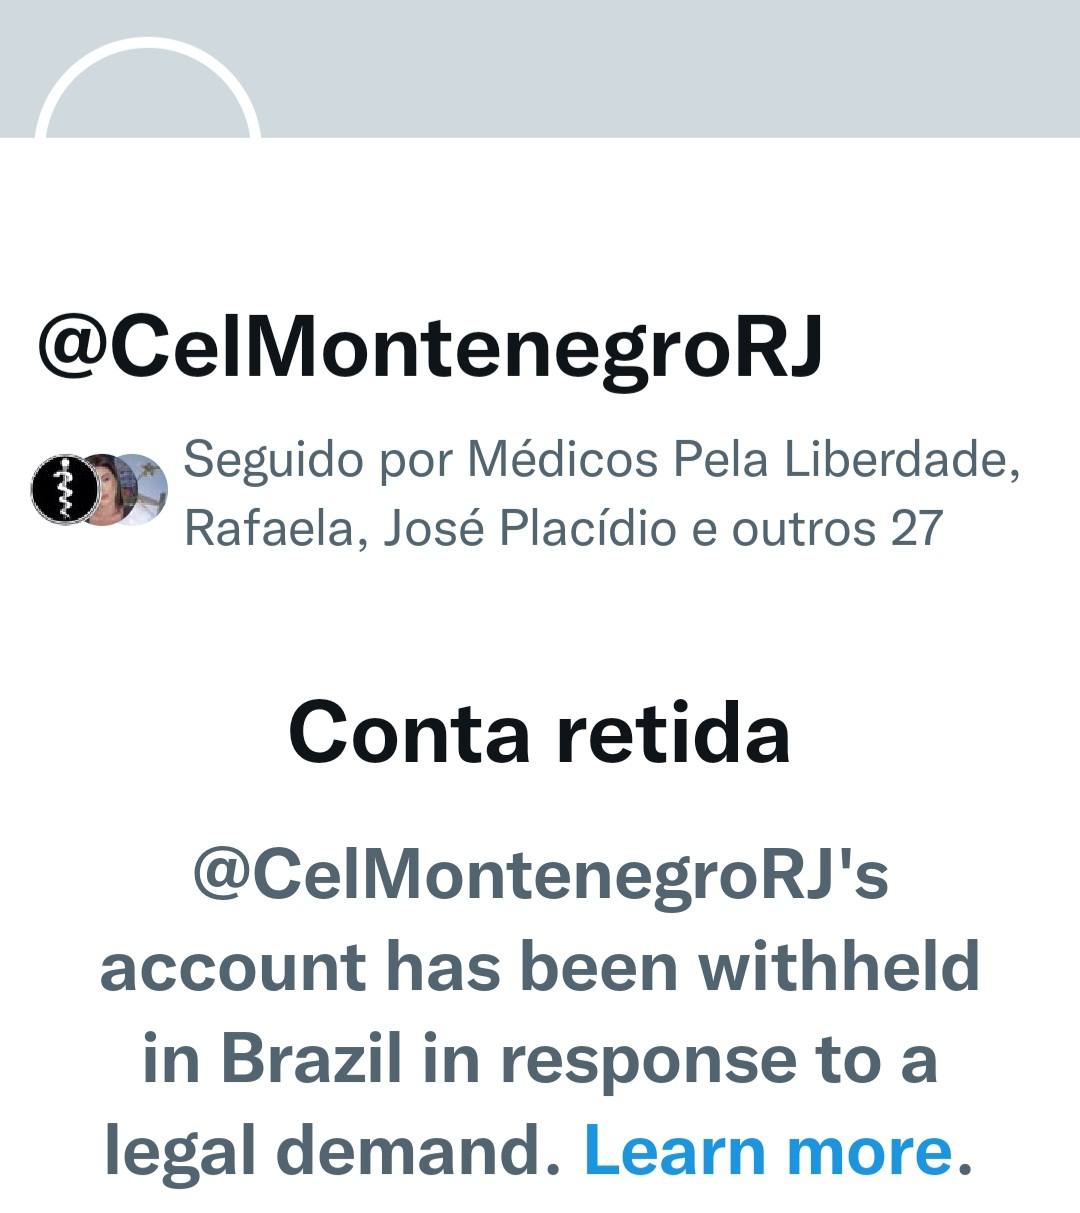 @CelMontenegroRJ
Seguido por Médicos Pela Liberdade,
Rafaela, José Placídio e outros 27
Conta retida
@CelMontenegroRJ's
account has been withheld
in Brazil in response to a
legal demand. Learn more.